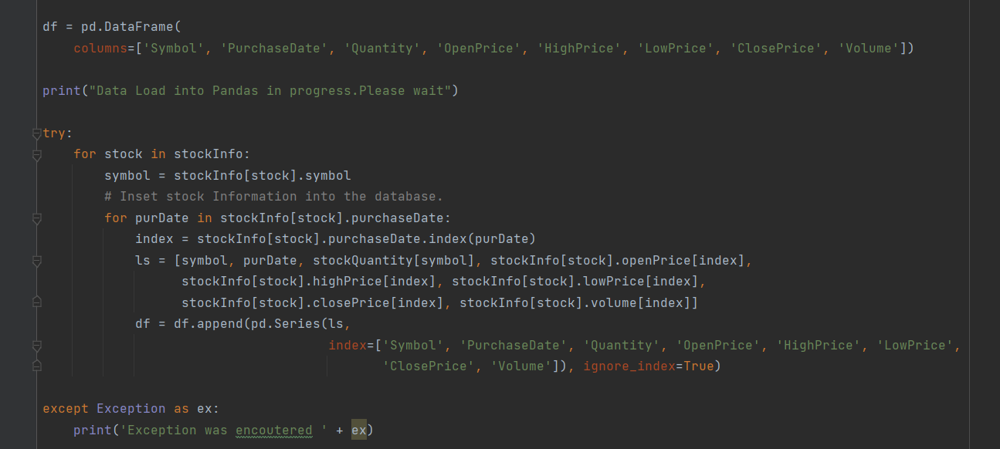 df = pd.DataFrame(
columns=['Symbol', 'PurchaseDate', 'Quantity', 'OpenPrice', 'HighPrice', 'LowPrice', 'ClosePrice', 'Volume'])
print("Data Load into Pandas in progress.Please wait")
try:
for stock in stockInfo:
symbol = stockInfo[stock].symbol
# Inset stock Information into the database.
for purDate in stockInfo[stock].purchaseDate:
index = stockInfo[stock].purchaseDate.index(purDate)
ls = [symbol, purDate, stockQuantity[symbol], stockInfo[stock].openPrice[index],
stockInfo[stock].highPrice[index], stockInfo[stock].lowPrice[index],
stockInfo[stock].closePrice[index], stockInfo[stock].volume[index]]
df = df.append(pd.Series(ls,
index=['Symbol', 'PurchaseDate', 'Quantity', 'OpenPrice', 'HighPrice', 'LowPrice',
'ClosePrice', 'Volume']), ignore_index=True)
except Exception as ex:
print('Exception was encoutered ' + ex)